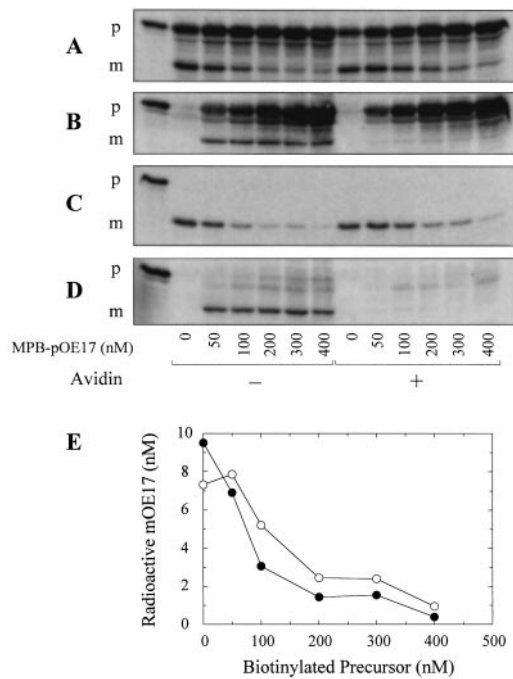 A
p
m
B
p
m
C
p
m
D
p
m
MPB-pOE17 (nM) 0 50 100 200 300 400 0 50 100 200 300 400
Avidin − +
E
Radioactive mOE17 (nM)
10
8
6
4
2
0
0 100 200 300 400 500
Biotinylated Precursor (nM)